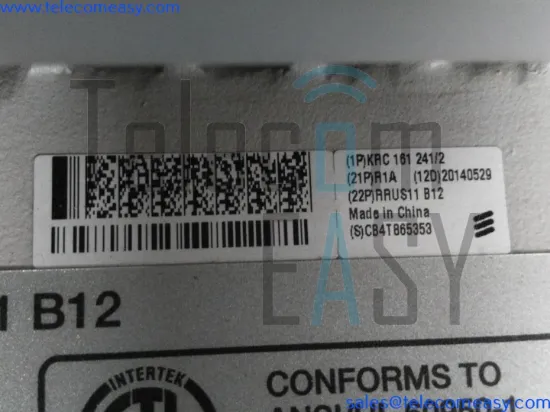 www.telecomeasy.com
Telecom
EASY
(1P)KRC 161 241/2
(21P)R1A (12D)20140529
(22P)RRUS11 B12
Made in China
(S)CB4T865353
1 B12
INTERTEK
CONFORMS TO
sales@telecomeasy.com